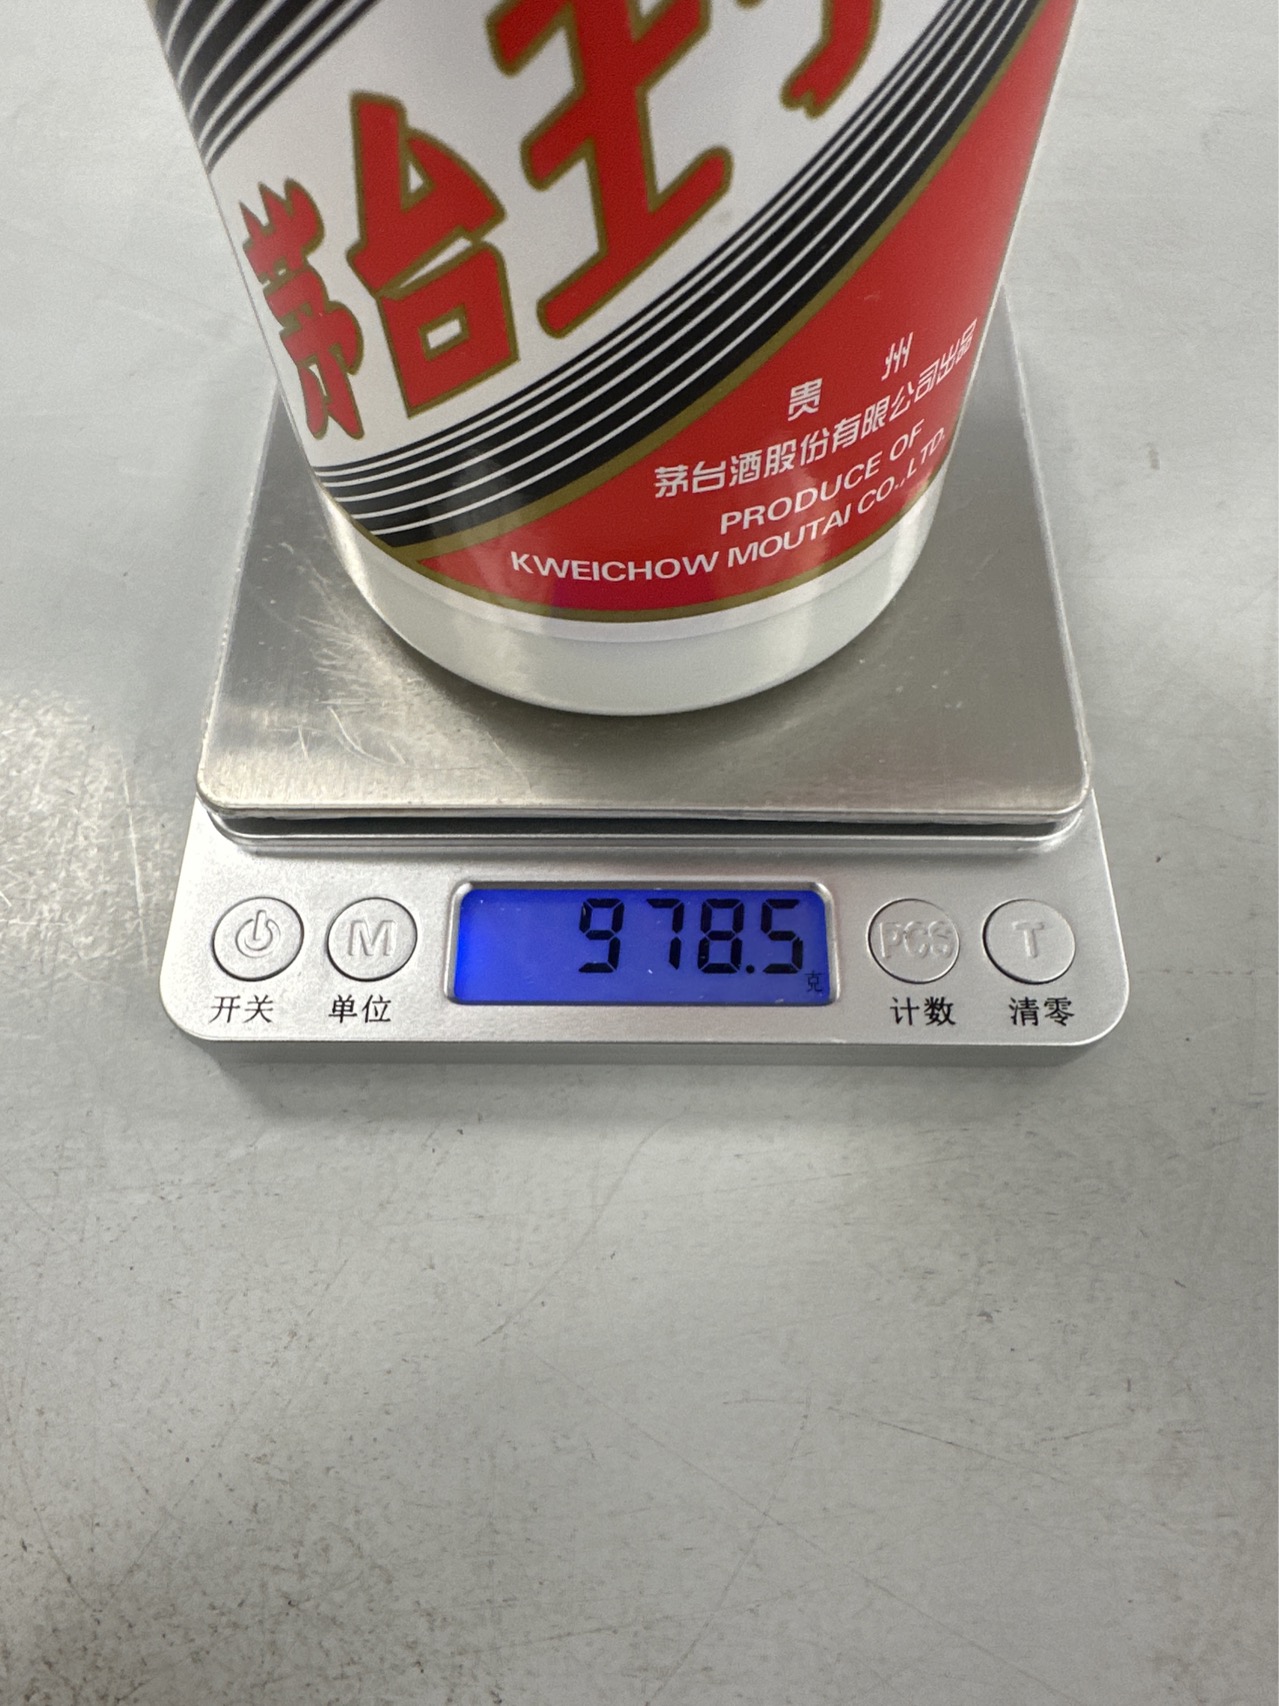 茅台王子
贵州
茅台酒股份有限公司出品
PRODUCE OF
KWEICHOW MOUTAI CO.,LTD.
978.5
克
M
PCS
T
开关
单位
计数
清零